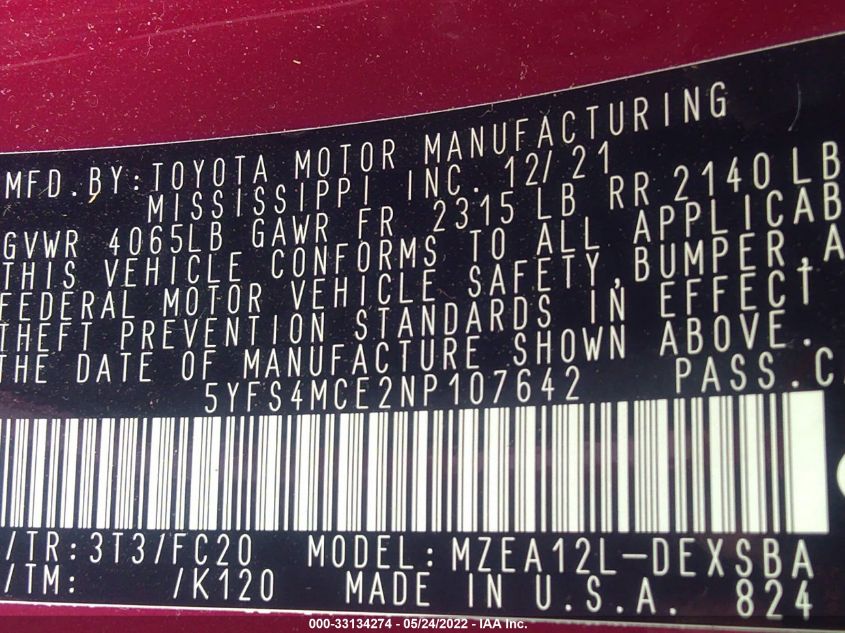 MFD. BY: TOYOTA MOTOR MANUFACTURING
MISSISSIPPI INC. 12/21
GVWR 4065LB GAWR FR 2315 LB RR 2140 LB
THIS VEHICLE CONFORMS TO ALL APPLICAB
FEDERAL MOTOR VEHICLE SAFETY, BUMPER, A
THEFT PREVENTION STANDARDS IN EFFECT
THE DATE OF MANUFACTURE SHOWN ABOVE.
5YFS4MCE2NP107642 PASS.C
/TR: 3T3/FC20 MODEL: MZEA12L-DEXSBA
/TM: /K120 MADE IN U.S.A. 824
000-33134274 - 05/24/2022 - IAA Inc.